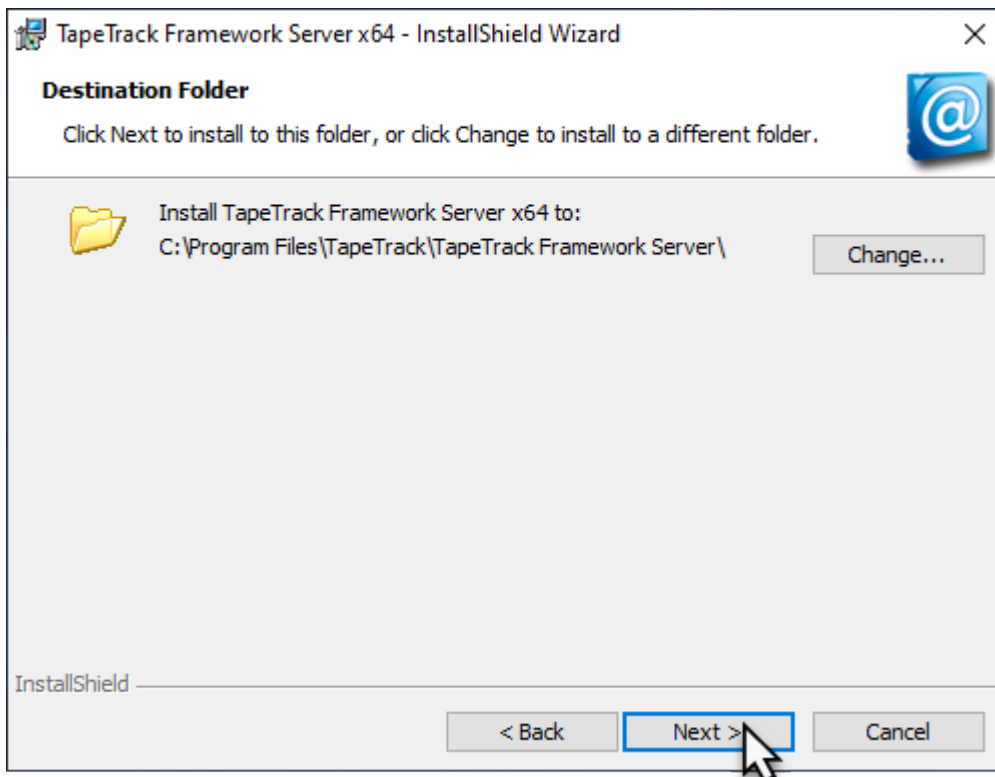 TapeTrack Framework Server x64 - InstallShield Wizard
Destination Folder
Click Next to install to this folder, or click Change to install to a different folder.
Install TapeTrack Framework Server x64 to:
C:\Program Files\TapeTrack\TapeTrack Framework Server\
Change...
InstallShield
< Back
Next >
Cancel